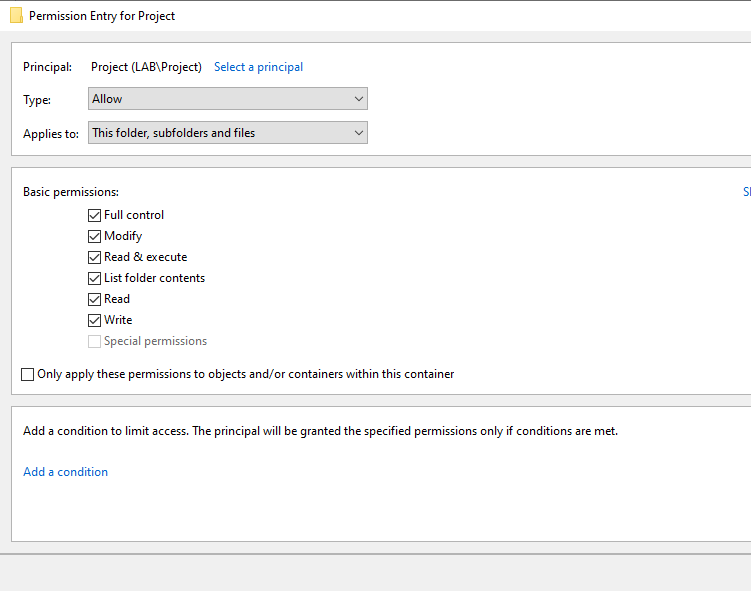 Permission Entry for Project
Principal: Project (LAB\Project) Select a principal
Type: Allow
Applies to: This folder, subfolders and files
Basic permissions:
Full control
Modify
Read & execute
List folder contents
Read
Write
Special permissions
Only apply these permissions to objects and/or containers within this container
Add a condition to limit access. The principal will be granted the specified permissions only if conditions are met.
Add a condition